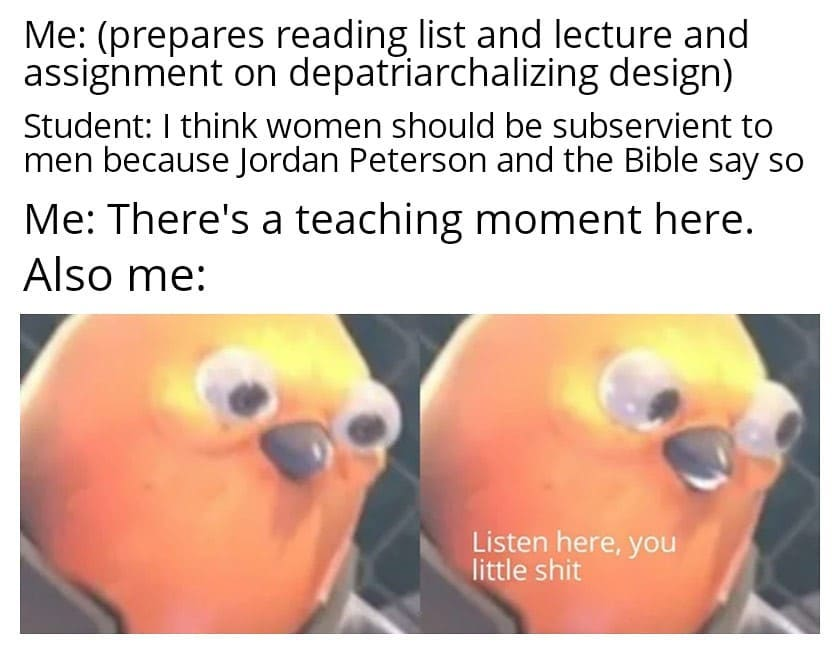 Me: (prepares reading list and lecture and
assignment on depatriarchalizing design)
Student: I think women should be subservient to
men because Jordan Peterson and the Bible say so
Me: There's a teaching moment here.
Also me:
Listen here, you
little shit